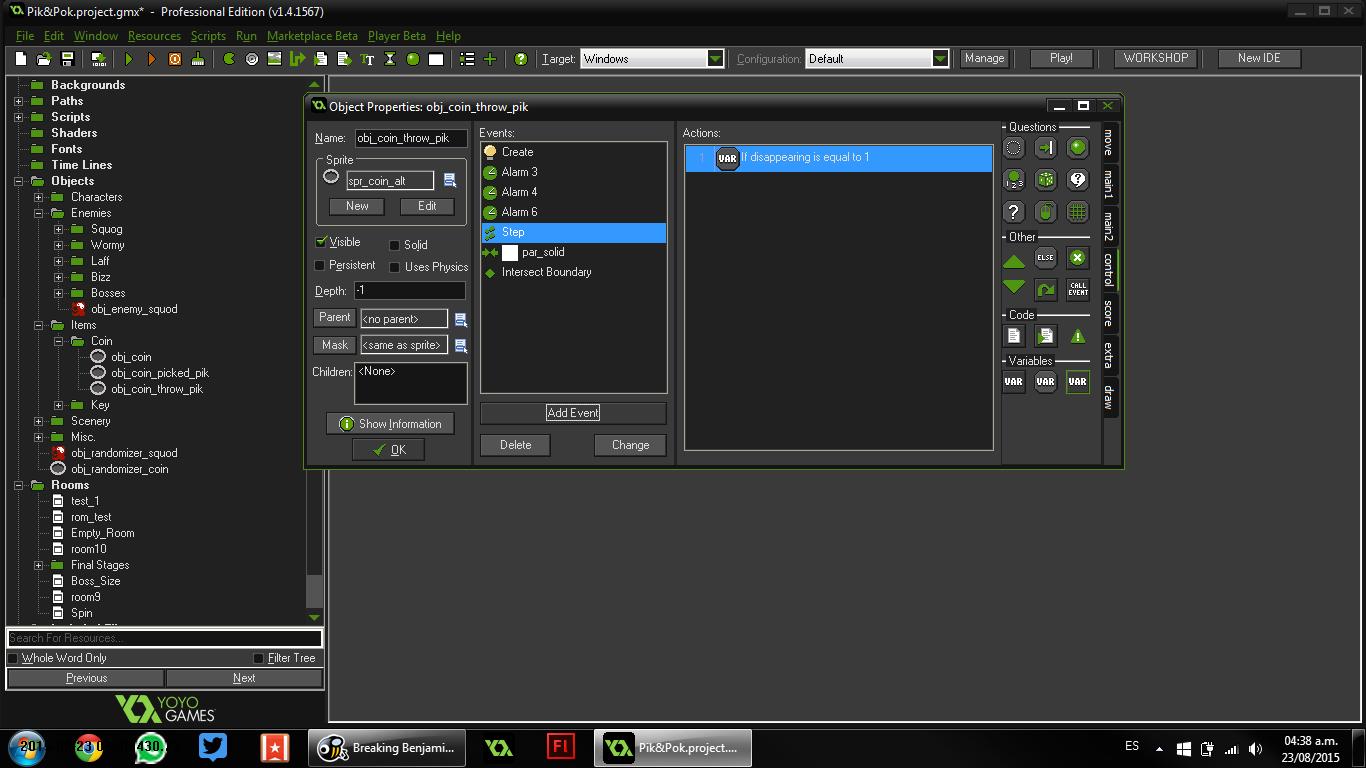 Pik&Pok.project.gmx* - Professional Edition (v1.4.1567)
File Edit Window Resources Scripts Run Marketplace Beta Player Beta Help
Target: Windows Configuration: Default Manage Play! WORKSHOP New IDE
Backgrounds
Paths
Scripts
Shaders
Fonts
Time Lines
Objects
Characters
Enemies
Squog
Wormy
Laff
Bizz
Bosses
obj_enemy_squod
Items
Coin
obj_coin
obj_coin_picked_pik
obj_coin_throw_pik
Key
Scenery
Misc.
obj_randomizer_squod
obj_randomizer_coin
Rooms
test_1
rom_test
Empty_Room
room10
Final Stages
Boss_Size
room9
Spin
Search For Resources...
Whole Word Only Filter Tree
Previous Next
YOYO
GAMES
Object Properties: obj_coin_throw_pik
Name: obj_coin_throw_pik
Sprite
spr_coin_alt
New Edit
Visible Solid
Persistent Uses Physics
Depth: -1
Parent <no parent>
Mask <same as sprite>
Children: <None>
Show Information
OK
Events:
Create
Alarm 3
Alarm 4
Alarm 6
Step
par_solid
Intersect Boundary
Add Event
Delete Change
Actions:
1 VAR If disappearing is equal to 1
Questions
1 2 3
?
?
Other
ELSE
CALL
EVENT
Code
Variables
VAR VAR VAR
move
main1
main2
control
score
extra
draw
Breaking Benjami...
Fl
Pik&Pok.project....
ES
04:38 a.m.
23/08/2015